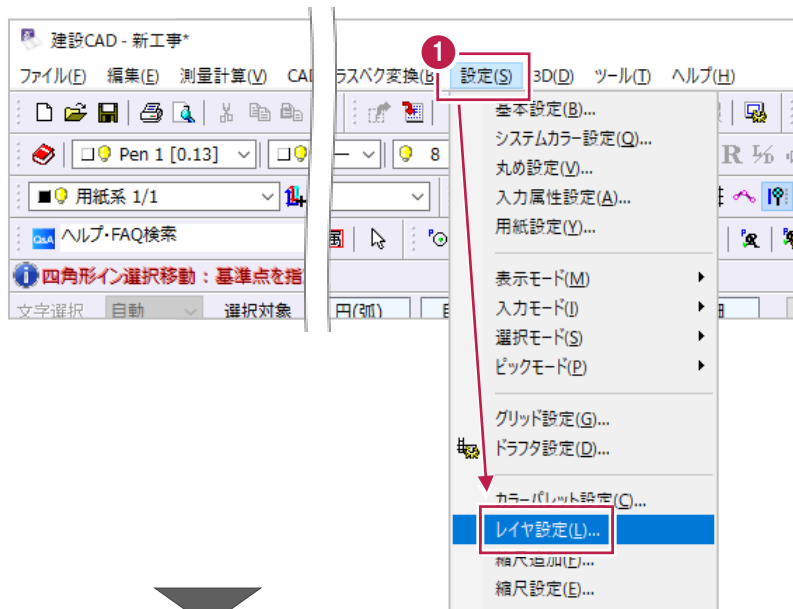 建設CAD - 新工事*
1
ファイル(F) 編集(E) 測量計算(V) CAD ラスベク変換(B 設定(S) 3D(D) ツール(T) ヘルプ(H)
Pen 1 [0.13] 8
用紙系 1/1
Q&A ヘルプ・FAQ検索
四角形イン選択移動：基準点を指
文字選択 自動 選択対象 円(弧)
基本設定(B)...
システムカラー設定(Q)...
丸め設定(V)...
入力属性設定(A)...
用紙設定(Y)...
表示モード(M)
入力モード(I)
選択モード(S)
ピックモード(P)
グリッド設定(G)...
ドラフタ設定(D)...
カラーパレット設定(C)...
レイヤ設定(L)...
縮尺追加(F)...
縮尺設定(E)...